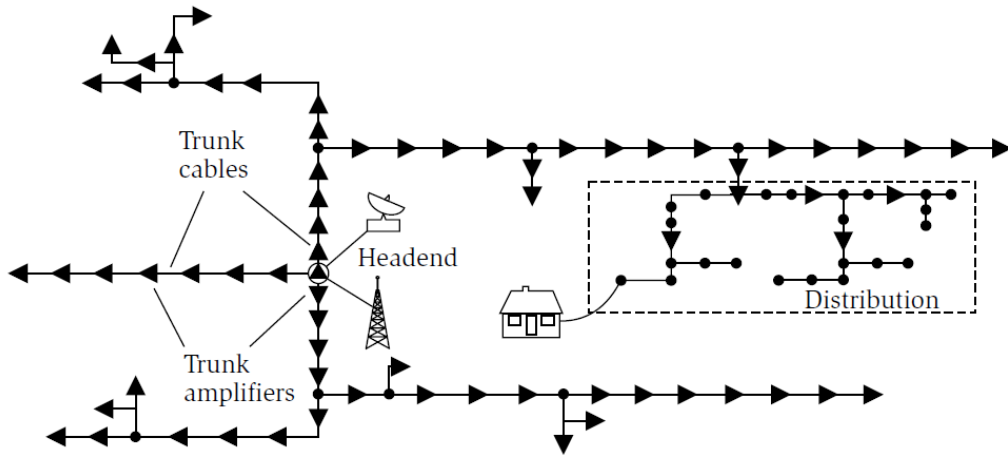 Trunk
cables
Headend
Distribution
Trunk
amplifiers